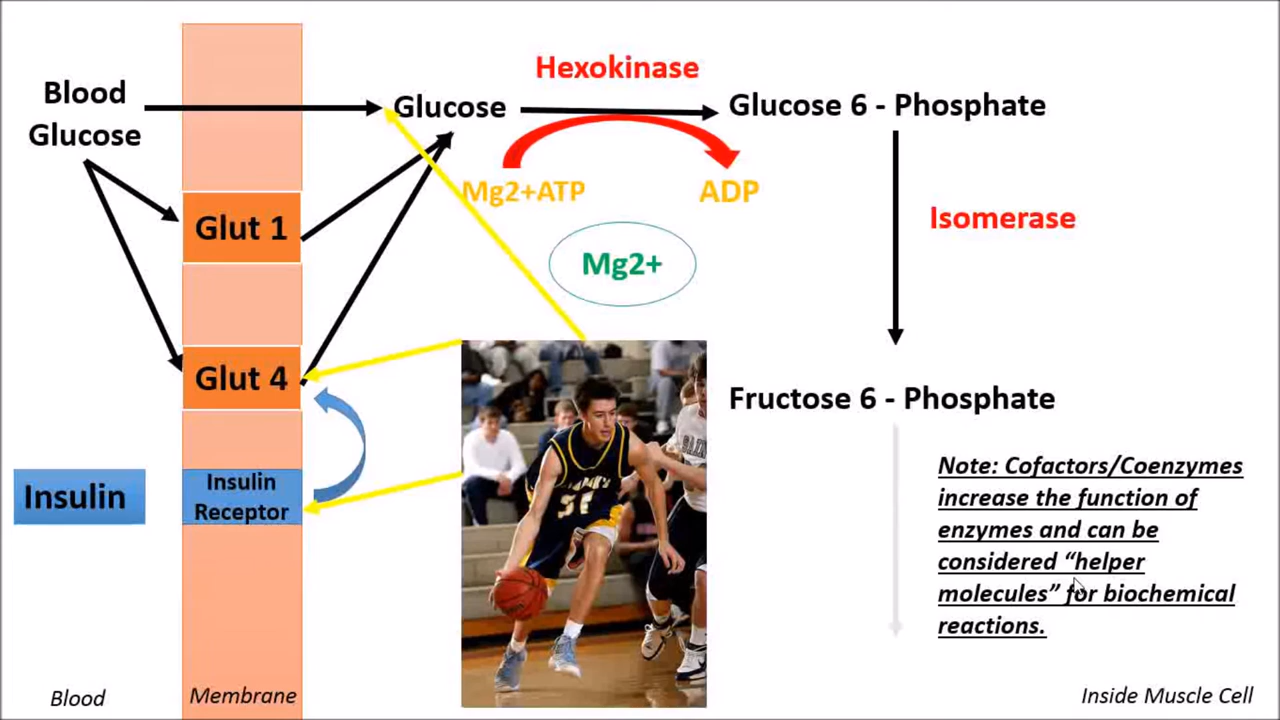 Blood
Glucose
Glucose
Hexokinase
Glucose 6 - Phosphate
Mg2+ATP
ADP
Mg2+
Isomerase
Glut 1
Glut 4
Fructose 6 - Phosphate
Insulin
Insulin
Receptor
Note: Cofactors/Coenzymes
increase the function of
enzymes and can be
considered “helper
molecules” for biochemical
reactions.
Blood
Membrane
Inside Muscle Cell